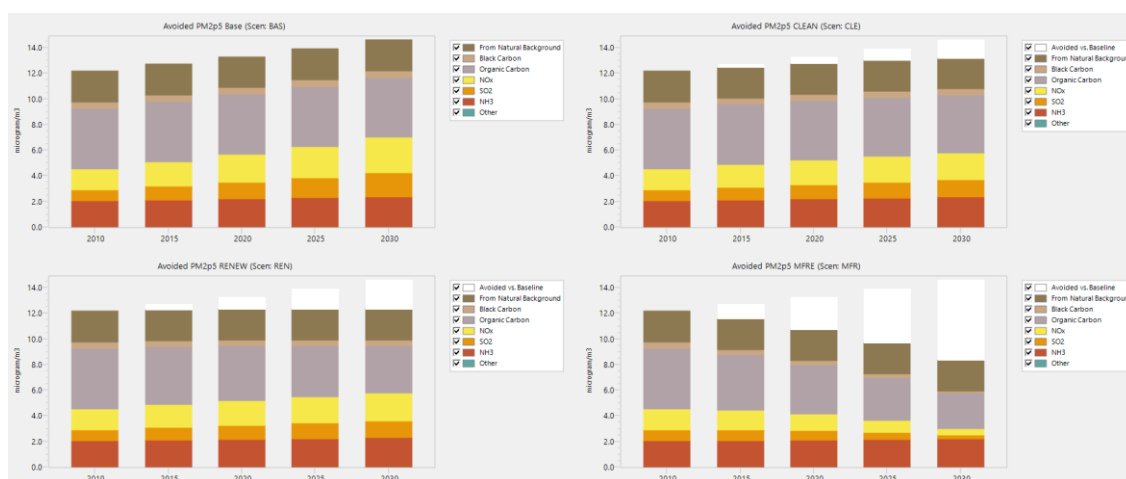 Avoided PM2p5 Base (Scen: BAS)
microgram/m3
14.0
12.0
10.0
8.0
6.0
4.0
2.0
0.0
2010 2015 2020 2025 2030
From Natural Background
Black Carbon
Organic Carbon
NOx
SO2
NH3
Other
Avoided PM2p5 CLEAN (Scen: CLE)
microgram/m3
14.0
12.0
10.0
8.0
6.0
4.0
2.0
0.0
2010 2015 2020 2025 2030
Avoided vs. Baseline
From Natural Backgroun
Black Carbon
Organic Carbon
NOx
SO2
NH3
Other
Avoided PM2p5 RENEW (Scen: REN)
microgram/m3
14.0
12.0
10.0
8.0
6.0
4.0
2.0
0.0
2010 2015 2020 2025 2030
Avoided vs. Baseline
From Natural Background
Black Carbon
Organic Carbon
NOx
SO2
NH3
Other
Avoided PM2p5 MFRE (Scen: MFR)
microgram/m3
14.0
12.0
10.0
8.0
6.0
4.0
2.0
0.0
2010 2015 2020 2025 2030
Avoided vs. Baseline
From Natural Backgrou
Black Carbon
Organic Carbon
NOx
SO2
NH3
Other